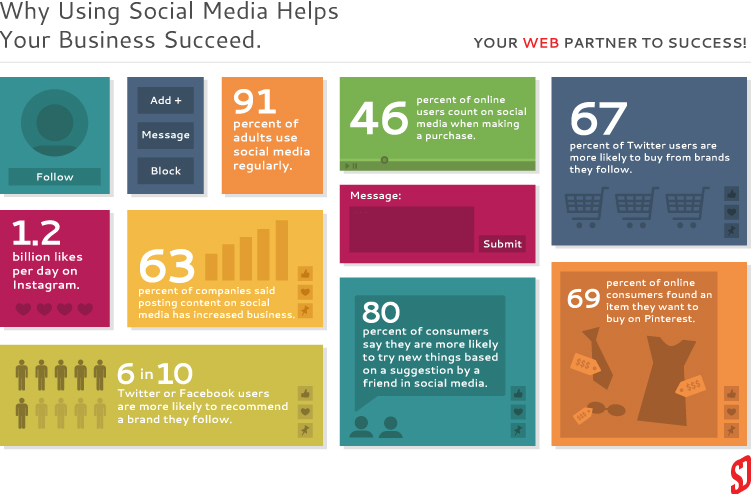 Why Using Social Media Helps
Your Business Succeed.
YOUR WEB PARTNER TO SUCCESS!
Follow
Add +
Message
Block
91
percent of
adults use
social media
regularly.
46
percent of online
users count on social
media when making
a purchase.
67
percent of Twitter users are
more likely to buy from brands
they follow.
1.2
billion likes
per day on
Instagram.
63
percent of companies said
posting content on social
media has increased business.
Message:
Submit
80
percent of consumers
say they are more likely
to try new things based
on a suggestion by a
friend in social media.
69
percent of online
consumers found an
item they want to
buy on Pinterest.
$$$
$$$
$$$
6 in 10
Twitter or Facebook users
are more likely to recommend
a brand they follow.